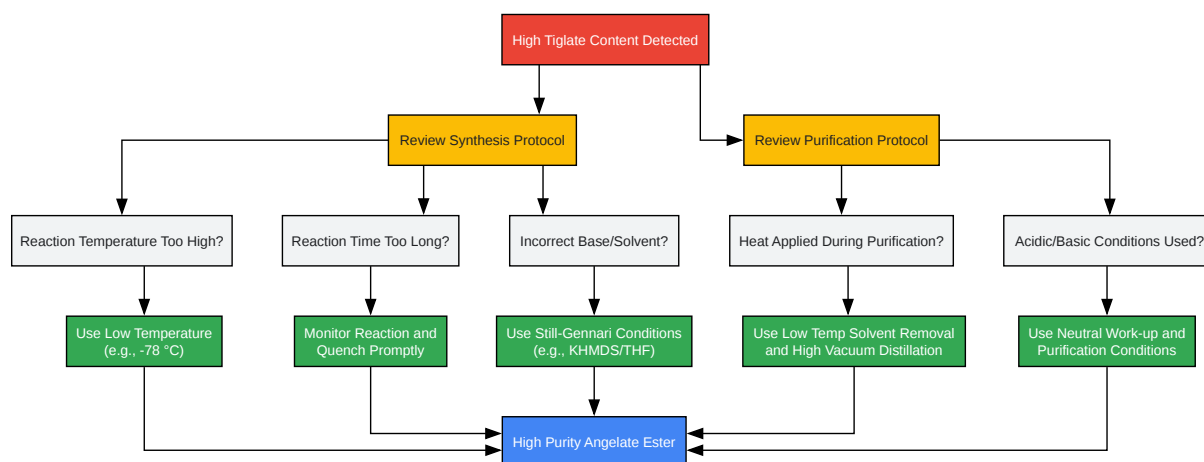 High Tiglate Content Detected
Review Synthesis Protocol
Review Purification Protocol
Reaction Temperature Too High?
Reaction Time Too Long?
Incorrect Base/Solvent?
Heat Applied During Purification?
Acidic/Basic Conditions Used?
Use Low Temperature
(e.g., -78 °C)
Monitor Reaction and
Quench Promptly
Use Still-Gennari Conditions
(e.g., KHMDS/THF)
Use Low Temp Solvent Removal
and High Vacuum Distillation
Use Neutral Work-up and
Purification Conditions
High Purity Angelate Ester